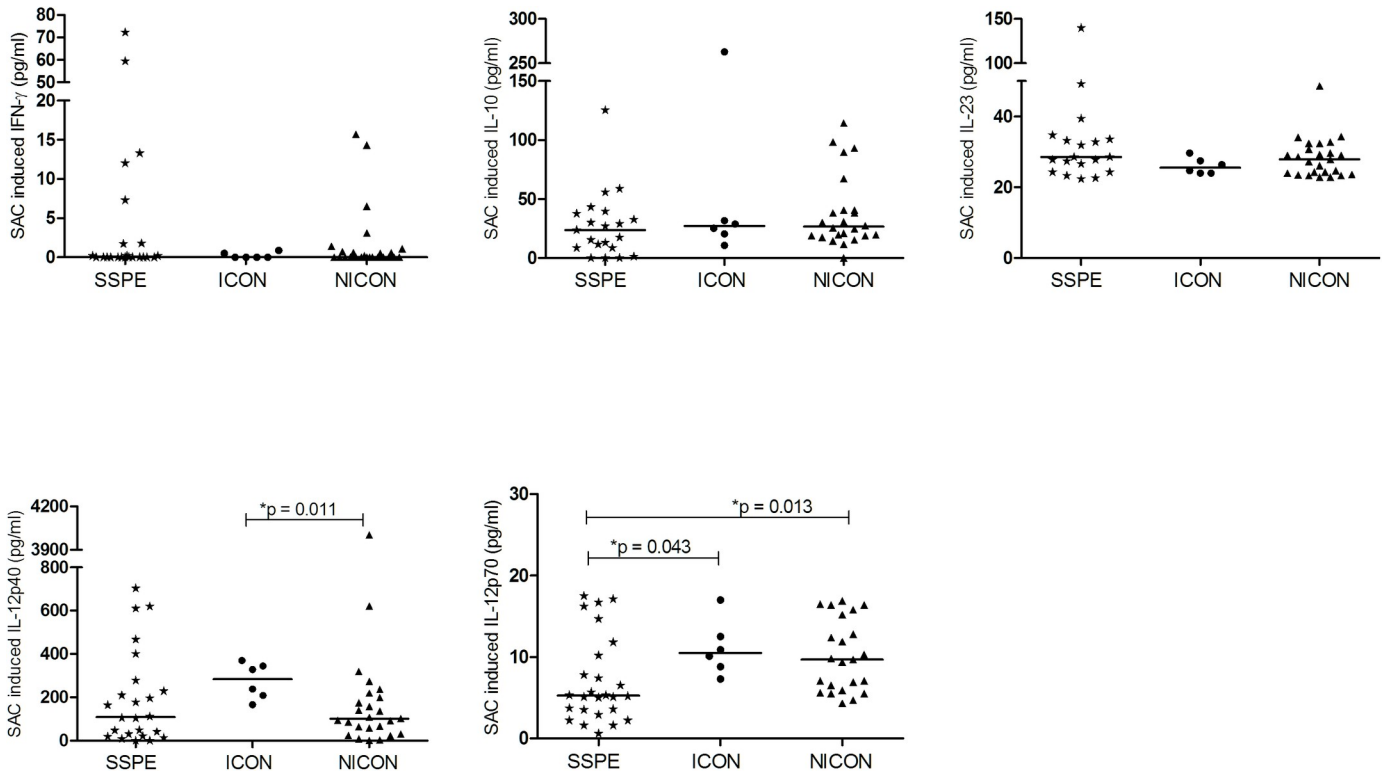 SAC induced IFN-γ (pg/ml)
80
70
60
50
20
15
10
5
0
SSPE ICON NICON
SAC induced IL-10 (pg/ml)
300
250
150
100
50
0
SSPE ICON NICON
SAC induced IL-23 (pg/ml)
150
100
40
20
0
SSPE ICON NICON
SAC induced IL-12p40 (pg/ml)
4200
3900
800
600
400
200
0
*p = 0.011
SSPE ICON NICON
SAC induced IL-12p70 (pg/ml)
30
20
10
0
*p = 0.013
*p = 0.043
SSPE ICON NICON